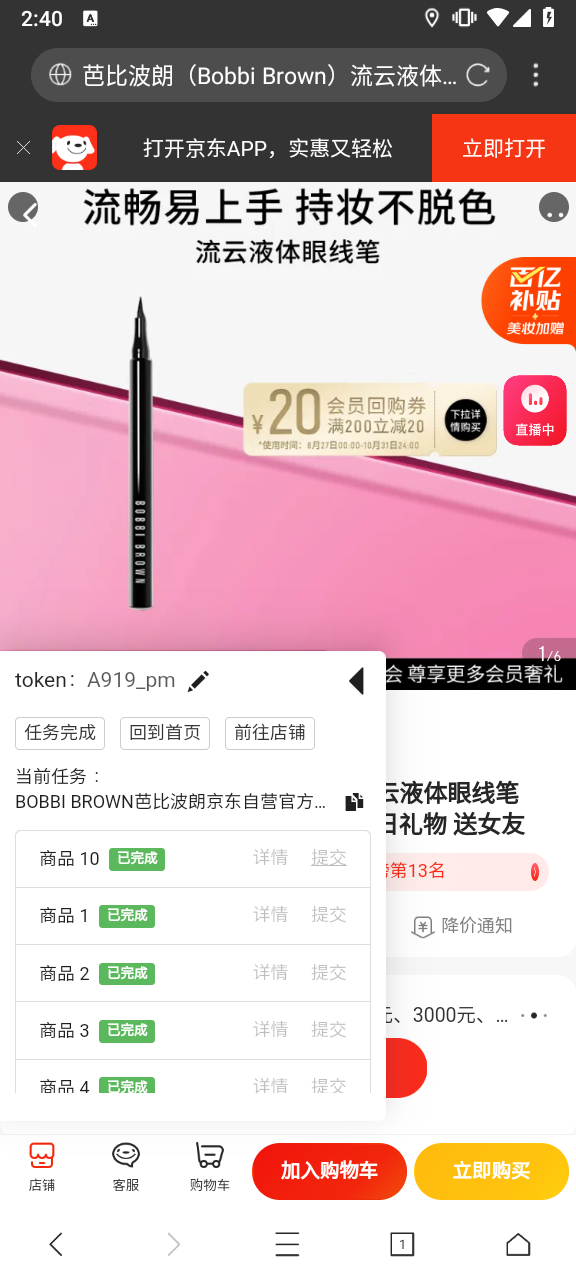 2:40
A
芭比波朗（Bobbi Brown）流云液体...
打开京东APP，实惠又轻松
立即打开
流畅易上手 持妆不脱色
流云液体眼线笔
百亿
补贴
美妆加赠
¥20
会员回购券
满200立减20
*使用时间：8月27日00:00-10月31日24:00
下拉详
情购买
直播中
BOBBI BROWN
1/6
会 尊享更多会员奢礼
token：A919_pm
任务完成
回到首页
前往店铺
当前任务：
BOBBI BROWN芭比波朗京东自营官方...
云液体眼线笔
日礼物 送女友
商品 10 已完成 详情 提交
榜第13名
商品 1 已完成 详情 提交
降价通知
商品 2 已完成 详情 提交
元、3000元、...
商品 3 已完成 详情 提交
商品 4 已完成 详情 提交
店铺
客服
购物车
加入购物车
立即购买
1